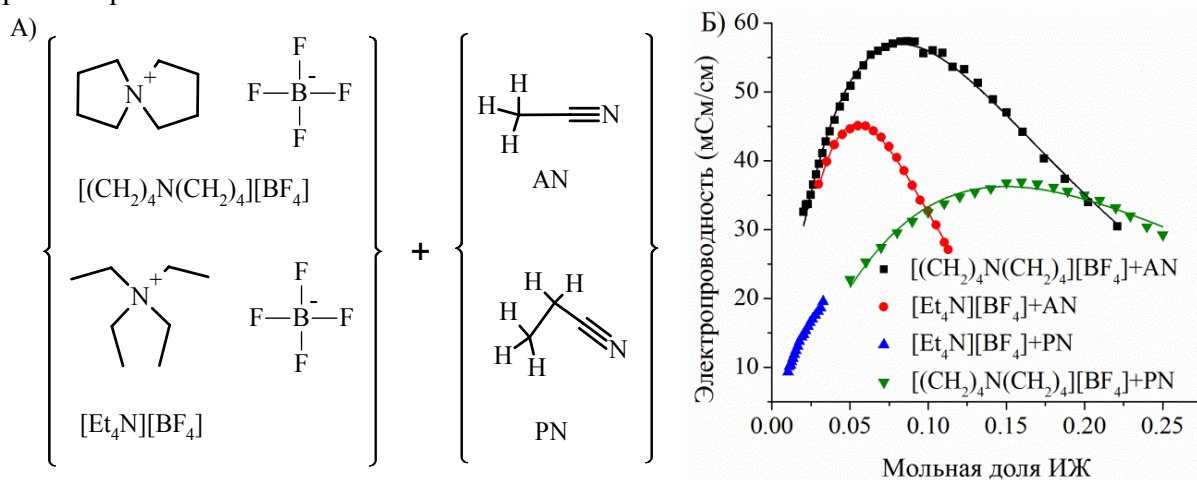 А)
N
+
F
F
B
-
F
F
[(CH2)4N(CH2)4][BF4]
N
+
F
F
B
-
F
F
[Et4N][BF4]
+
H
H
C
H
N
AN
H
H
C
H
H
H
N
PN
Б)
Электропроводность (мСм/см)
60
50
40
30
20
10
[(CH2)4N(CH2)4][BF4]+AN
[Et4N][BF4]+AN
[Et4N][BF4]+PN
[(CH2)4N(CH2)4][BF4]+PN
0.00 0.05 0.10 0.15 0.20 0.25
Мольная доля ИЖ